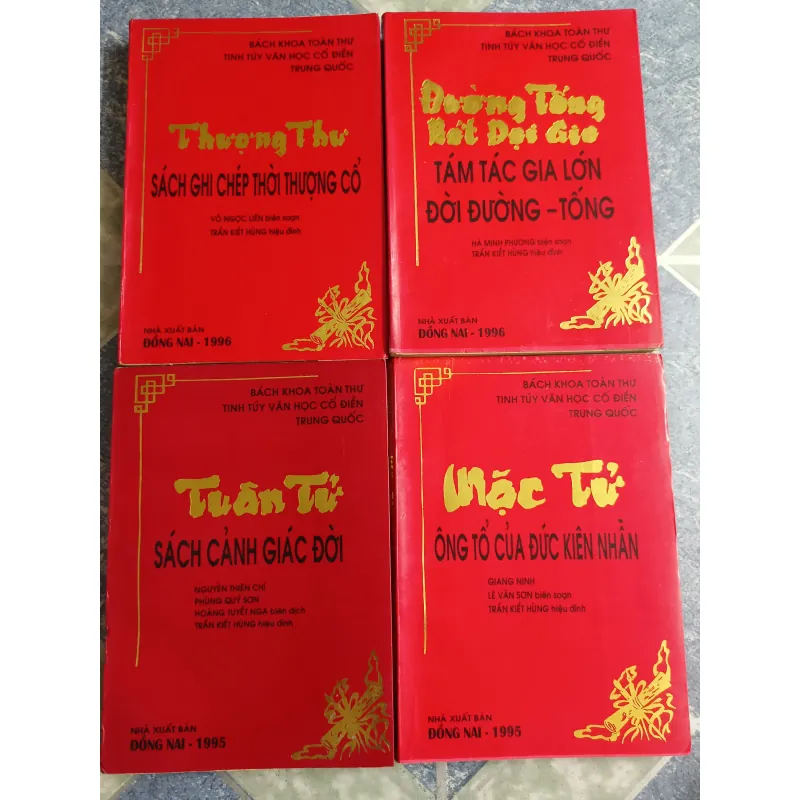 BÁCH KHOA TOÀN THƯ
TINH TÚY VĂN HỌC CỔ ĐIỂN
TRUNG QUỐC
Thượng Thư
SÁCH GHI CHÉP THỜI THƯỢNG CỔ
VÕ NGỌC LIÊN biên soạn
TRẦN KIẾT HÙNG hiệu đính
NHÀ XUẤT BẢN
ĐỒNG NAI - 1996
BÁCH KHOA TOÀN THƯ
TINH TÚY VĂN HỌC CỔ ĐIỂN
TRUNG QUỐC
Đường Tống
Bát Đại Gia
TÁM TÁC GIA LỚN
ĐỜI ĐƯỜNG - TỐNG
HÀ MINH PHƯƠNG biên soạn
TRẦN KIẾT HÙNG hiệu đính
NHÀ XUẤT BẢN
ĐỒNG NAI - 1996
BÁCH KHOA TOÀN THƯ
TINH TÚY VĂN HỌC CỔ ĐIỂN
TRUNG QUỐC
Tuân Tử
SÁCH CẢNH GIÁC ĐỜI
NGUYỄN THIÊN CHÍ
PHÙNG QUÝ SƠN
HOÀNG TUYẾT NGA biên dịch
TRẦN KIẾT HÙNG hiệu đính
NHÀ XUẤT BẢN
ĐỒNG NAI - 1995
BÁCH KHOA TOÀN THƯ
TINH TÚY VĂN HỌC CỔ ĐIỂN
TRUNG QUỐC
Mặc Tử
ÔNG TỔ CỦA ĐỨC KIÊN NHẪN
GIANG NINH
LÊ VĂN SƠN biên soạn
TRẦN KIẾT HÙNG hiệu đính
NHÀ XUẤT BẢN
ĐỒNG NAI - 1995